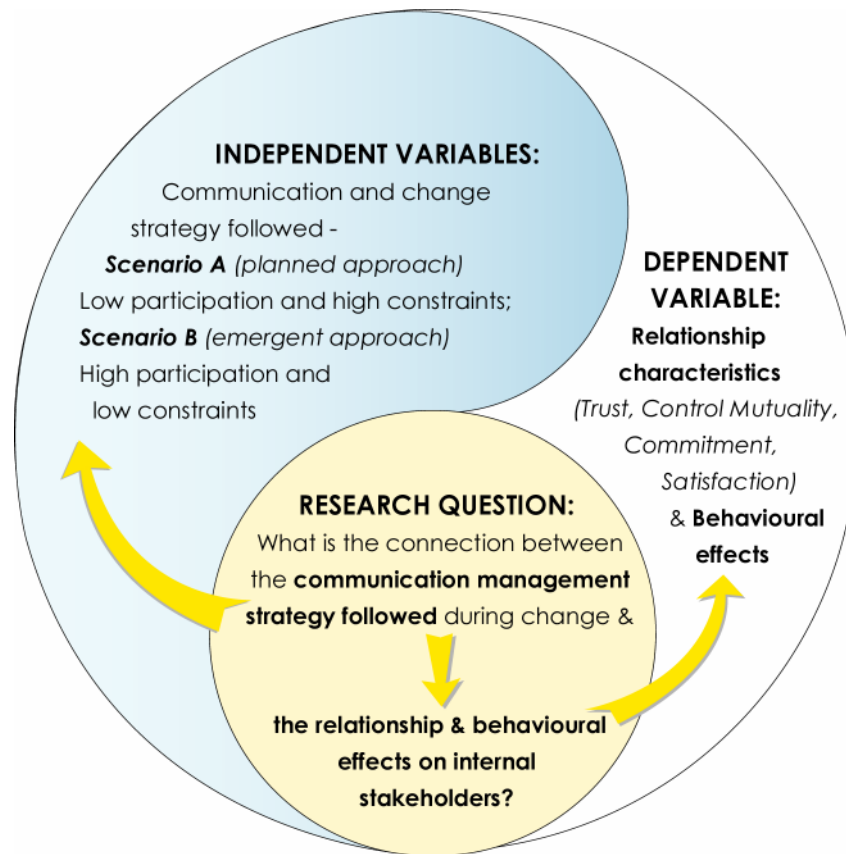 INDEPENDENT VARIABLES:
Communication and change
strategy followed -
Scenario A (planned approach)
Low participation and high constraints;
Scenario B (emergent approach)
High participation and
low constraints
DEPENDENT
VARIABLE:
Relationship
characteristics
(Trust, Control Mutuality,
Commitment,
Satisfaction)
& Behavioural
effects
RESEARCH QUESTION:
What is the connection between
the communication management
strategy followed during change &
the relationship & behavioural
effects on internal
stakeholders?